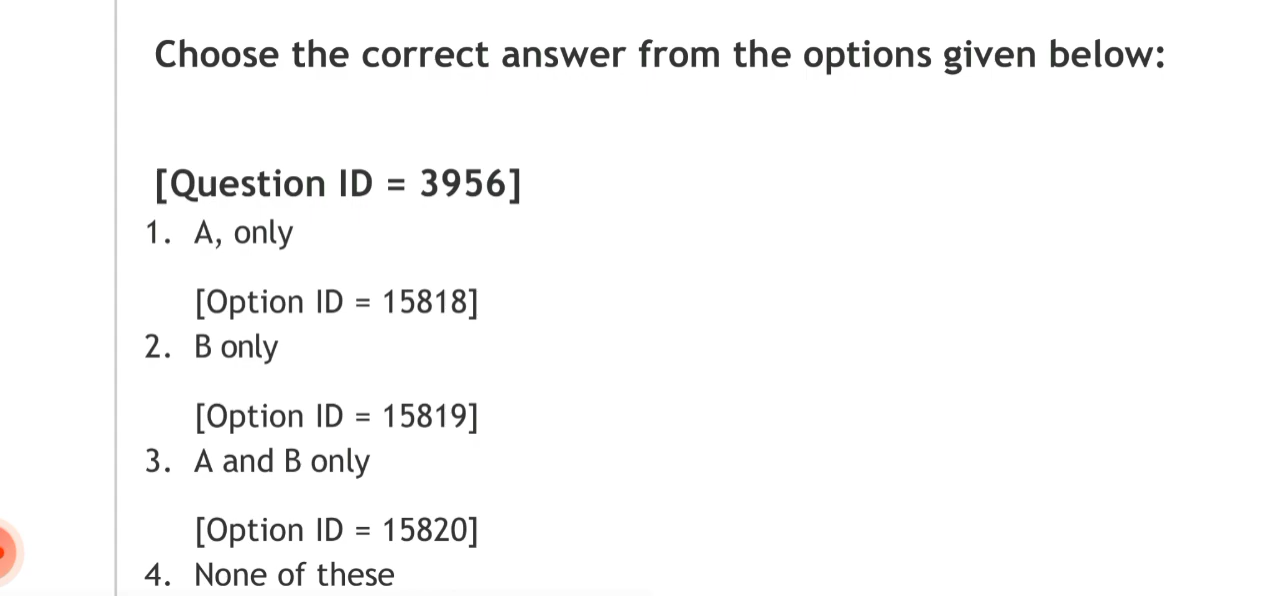 Choose the correct answer from the options given below:
[Question ID = 3956]
1. A, only
[Option ID = 15818]
2. B only
[Option ID = 15819]
3. A and B only
[Option ID = 15820]
4. None of these